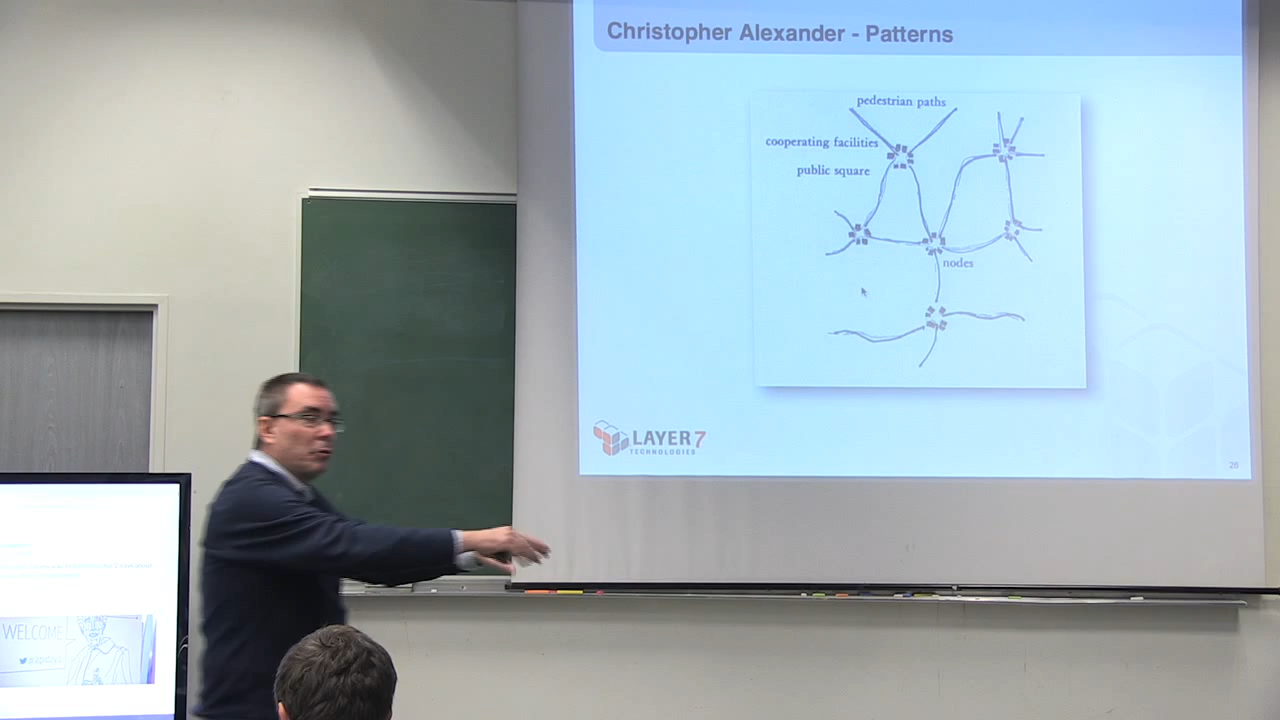 Christopher Alexander - Patterns
pedestrian paths
cooperating facilities
public square
nodes
LAYER 7
TECHNOLOGIES
28
WELCOME